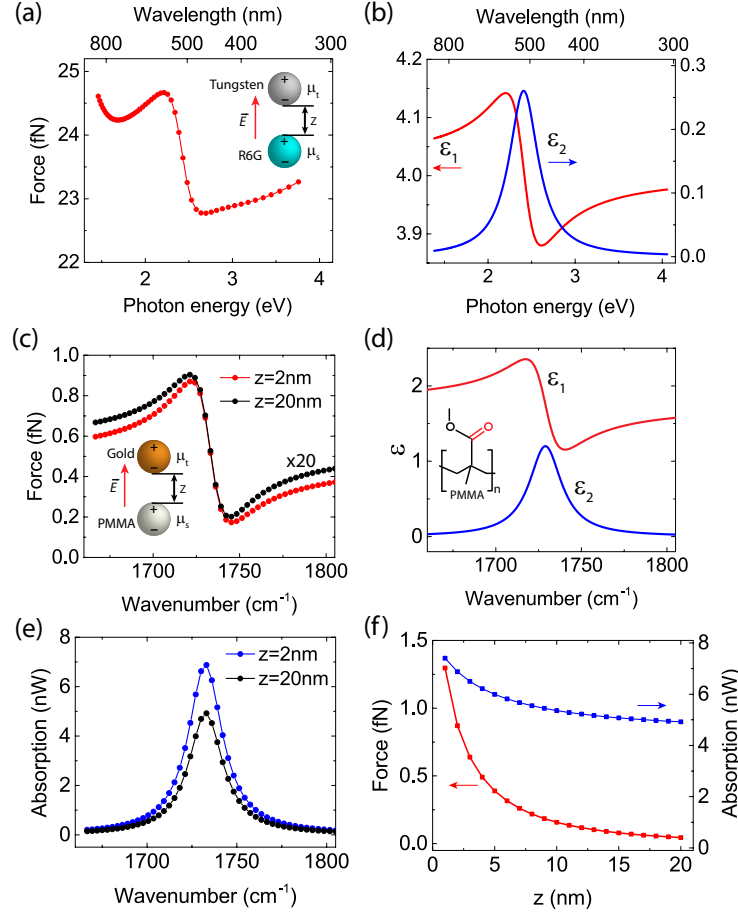 (a)
Wavelength (nm)
800 500 400 300
25
24
23
22
Force (fN)
Tungsten
μt
E
z
R6G
μs
+
−
+
−
2 3 4
Photon energy (eV)
(b)
Wavelength (nm)
800 500 400 300
4.2
4.1
4.0
3.9
0.3
0.2
0.1
0.0
ε1
ε2
2 3 4
Photon energy (eV)
(c)
1.0
0.8
0.6
0.4
0.2
0.0
Force (fN)
z=2nm
z=20nm
x20
Gold
μt
E
z
PMMA
μs
+
−
+
−
1700 1750 1800
Wavenumber (cm⁻¹)
(d)
2
1
0
ε
ε1
ε2
O
O
PMMA
n
1700 1750 1800
Wavenumber (cm⁻¹)
(e)
8
6
4
2
0
Absorption (nW)
z=2nm
z=20nm
1700 1750 1800
Wavenumber (cm⁻¹)
(f)
1.5
1.0
0.5
0.0
Force (fN)
8
6
4
2
0
Absorption (nW)
0 5 10 15 20
z (nm)